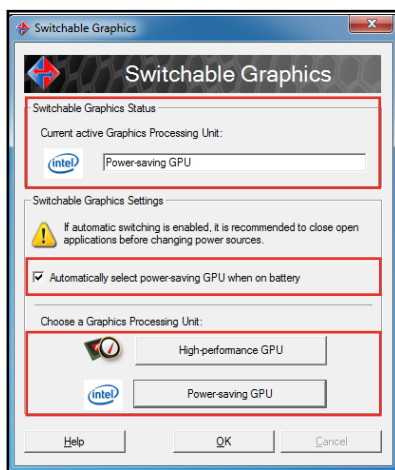 Switchable Graphics
Switchable Graphics
Switchable Graphics Status
Current active Graphics Processing Unit:
intel
Power-saving GPU
Switchable Graphics Settings
If automatic switching is enabled, it is recommended to close open
applications before changing power sources.
Automatically select power-saving GPU when on battery
Choose a Graphics Processing Unit:
High-performance GPU
intel
Power-saving GPU
Help OK Cancel